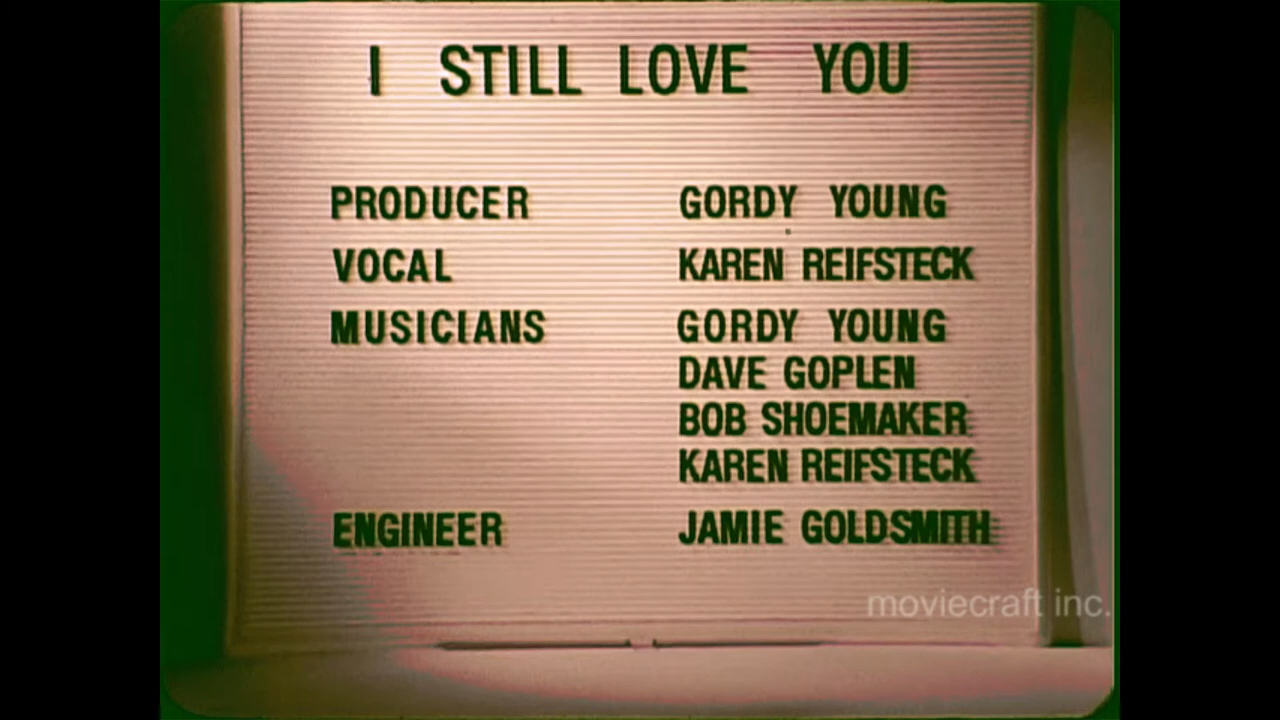 I STILL LOVE YOU
PRODUCER GORDY YOUNG
VOCAL KAREN REIFSTECK
MUSICIANS GORDY YOUNG
DAVE GOPLEN
BOB SHOEMAKER
KAREN REIFSTECK
ENGINEER JAMIE GOLDSMITH
moviecraft inc.